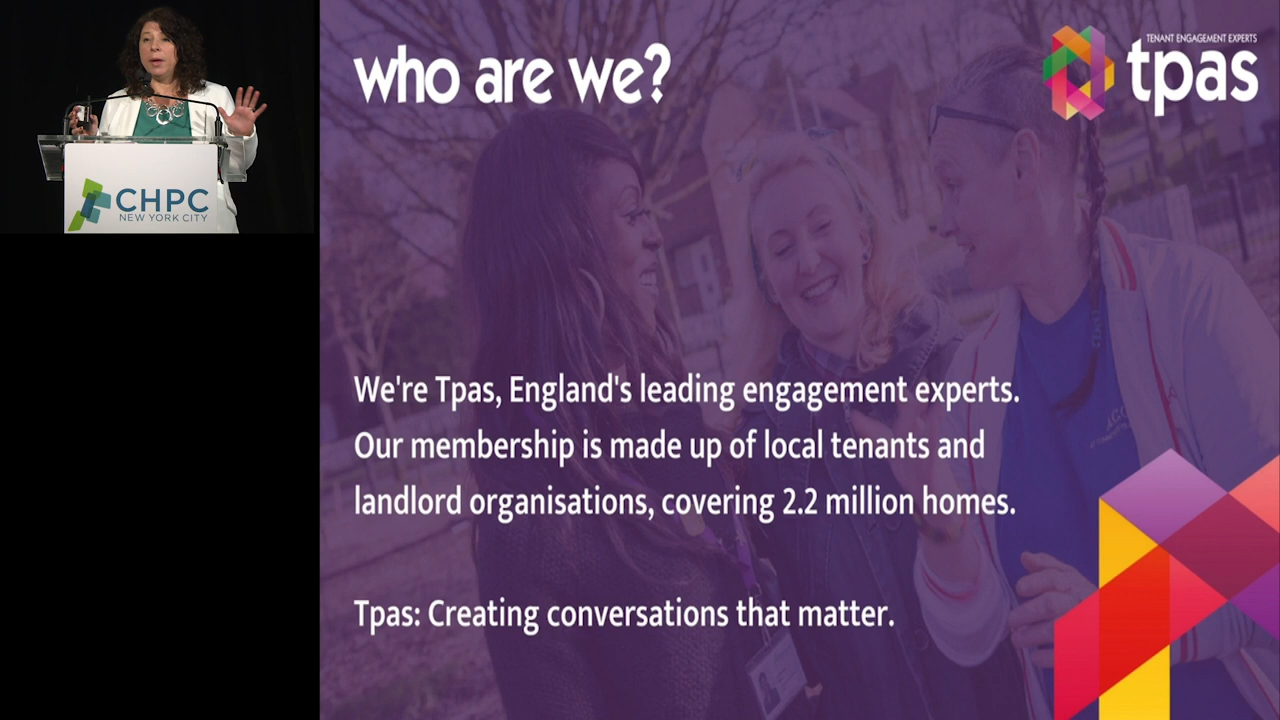 CHPC
NEW YORK CITY
who are we?
TENANT ENGAGEMENT EXPERTS
tpas
We're Tpas, England's leading engagement experts.
Our membership is made up of local tenants and
landlord organisations, covering 2.2 million homes.
Tpas: Creating conversations that matter.